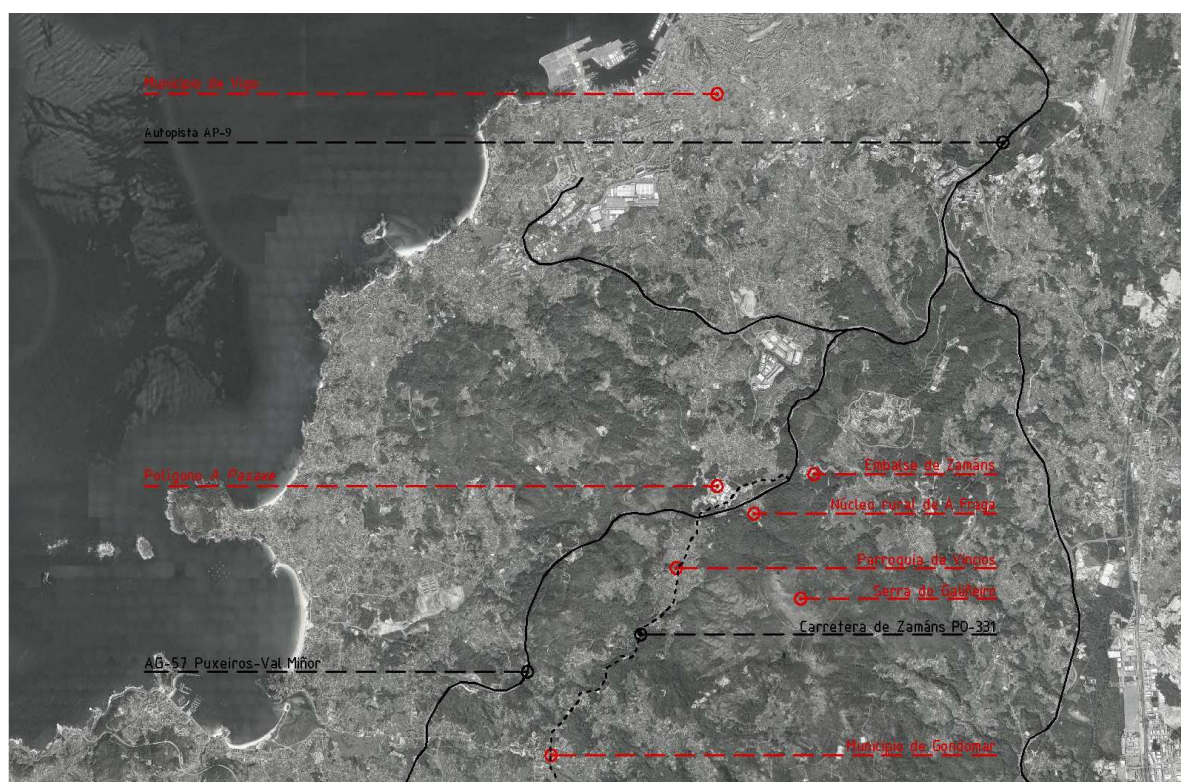 Municipio de Vigo
Autopista AP-9
Polígono A Pasaxe
Embalse de Zamáns
Núcleo rural de A Fraga
Parroquia de Vincios
Serra do Galiñeiro
Carretera de Zamáns PO-331
AG-57 Puxeiros-Val Miñor
Municipio de Gondomar